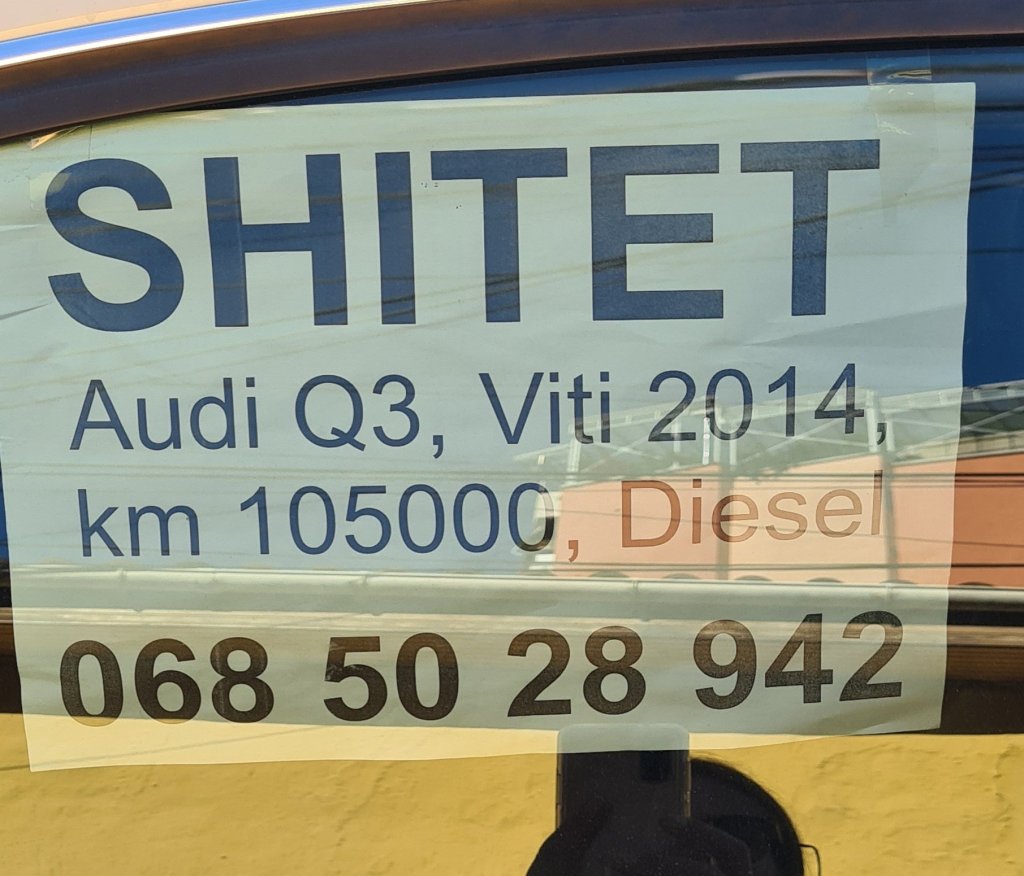 SHITET
Audi Q3, Viti 2014,
km 105000, Diesel
068 50 28 942